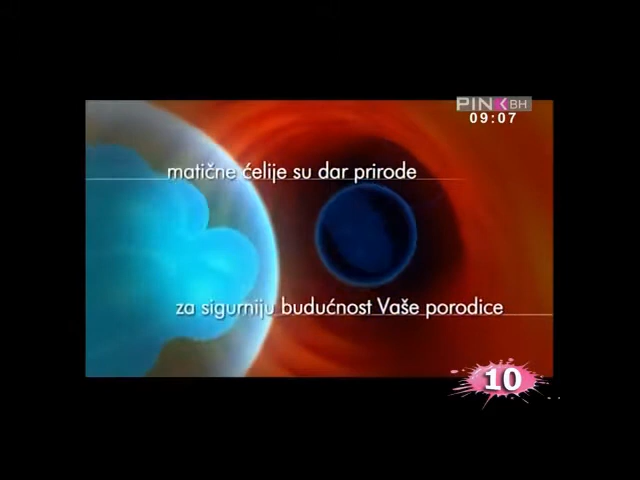 PINK BH
09:07
matične ćelije su dar prirode
za sigurniju budućnost Vaše porodice
10